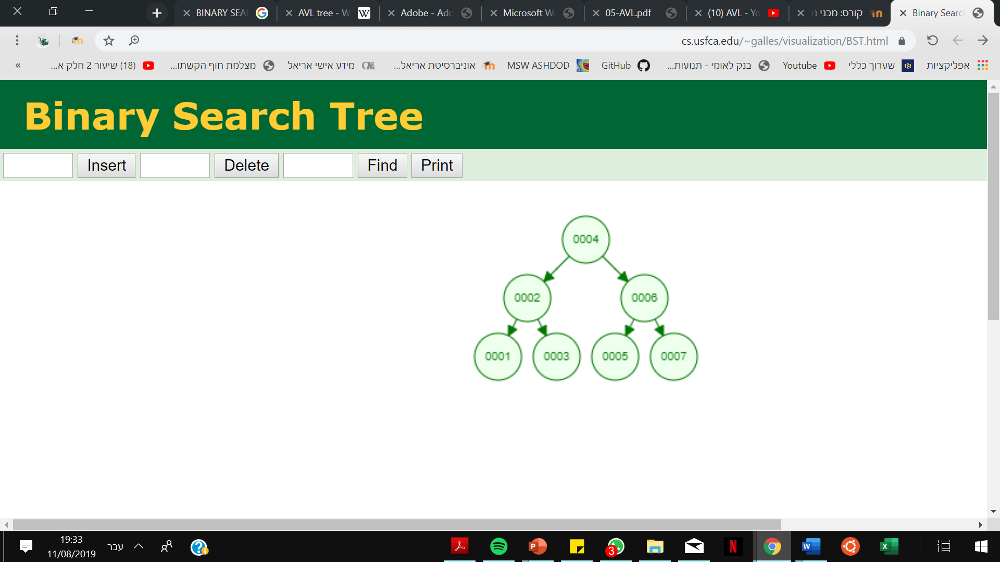 BINARY SEA
AVL tree - W
Adobe - Ado
Microsoft W
05-AVL.pdf
(10) AVL - Yo
קורס: מבני נ
Binary Searc
cs.usfca.edu/~galles/visualization/BST.html
«
(18) שיעור 2 חלק א...
מצלמת חוף הקשתו...
מידע אישי אריאל
אוניברסיטת אריאל...
MSW ASHDOD
GitHub
בנק לאומי - תנועות...
Youtube
שערוך כללי
אפליקציות
Binary Search Tree
Insert
Delete
Find
Print
0004
0002
0006
0001
0003
0005
0007
19:33
11/08/2019
עבר
3